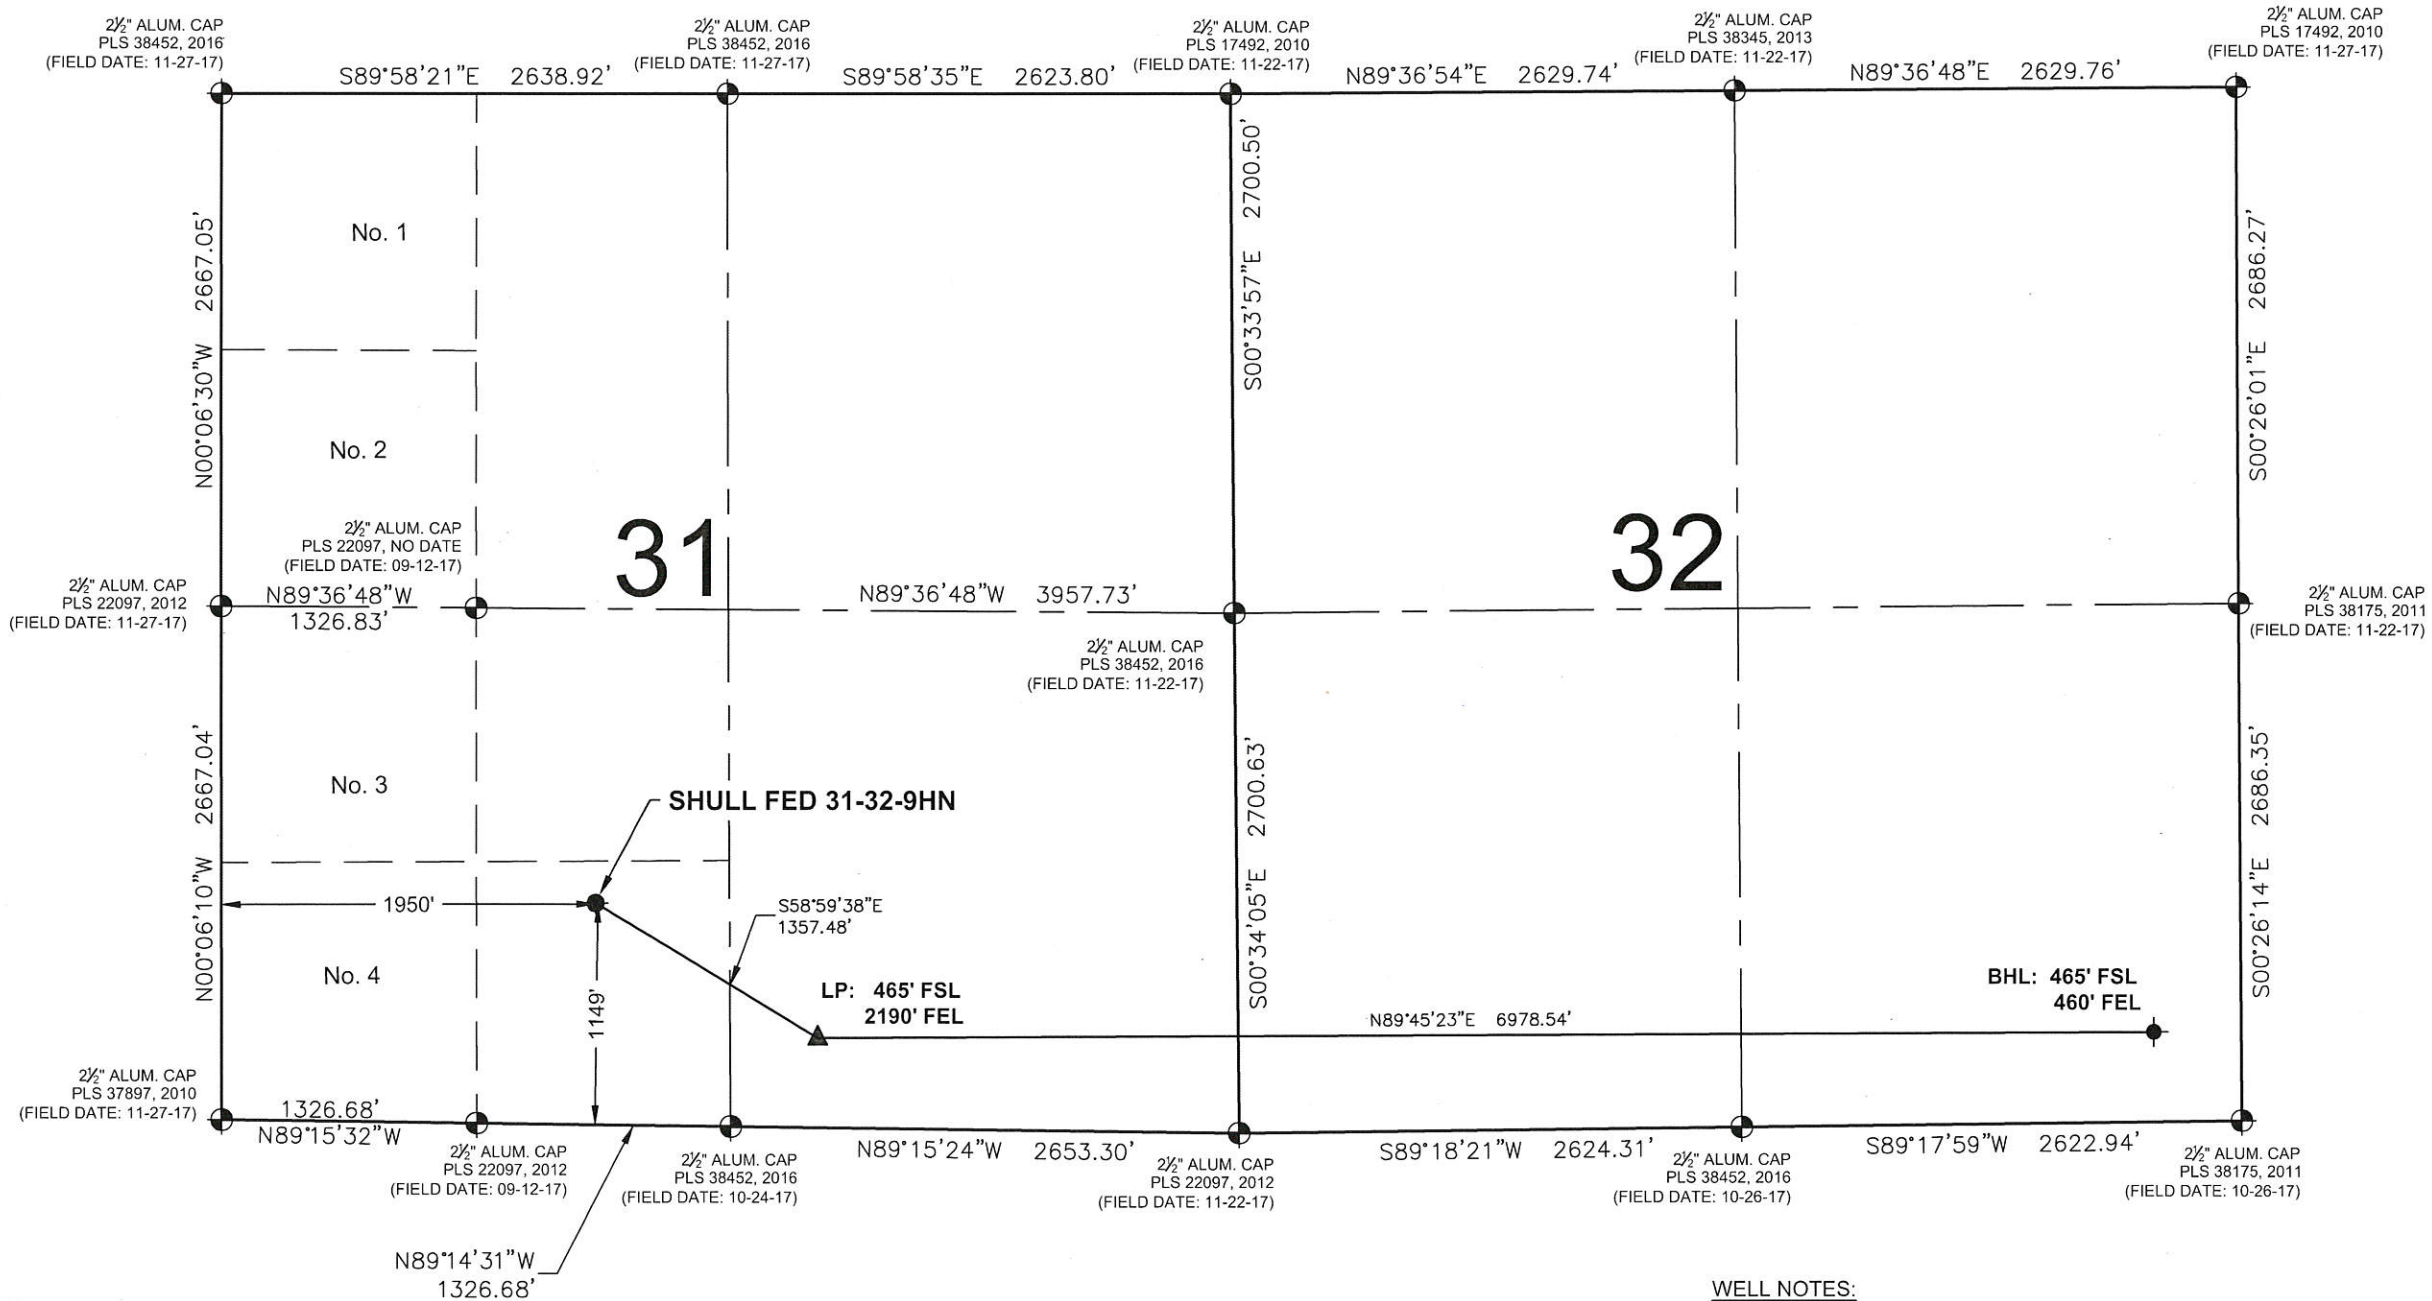 2½" ALUM. CAP
PLS 38452, 2016
(FIELD DATE: 11-27-17)
2½" ALUM. CAP
PLS 38452, 2016
(FIELD DATE: 11-27-17)
2½" ALUM. CAP
PLS 17492, 2010
(FIELD DATE: 11-22-17)
2½" ALUM. CAP
PLS 38345, 2013
(FIELD DATE: 11-22-17)
2½" ALUM. CAP
PLS 17492, 2010
(FIELD DATE: 11-27-17)
S89°58'21"E 2638.92'
S89°58'35"E 2623.80'
N89°36'54"E 2629.74'
N89°36'48"E 2629.76'
N00°06'30"W 2667.05'
No. 1
S00°33'57"E 2700.50'
S00°26'01"E 2686.27'
No. 2
31
32
2½" ALUM. CAP
PLS 22097, NO DATE
(FIELD DATE: 09-12-17)
2½" ALUM. CAP
PLS 22097, 2012
(FIELD DATE: 11-27-17)
N89°36'48"W
1326.83'
N89°36'48"W 3957.73'
2½" ALUM. CAP
PLS 38452, 2016
(FIELD DATE: 11-22-17)
2½" ALUM. CAP
PLS 38175, 2011
(FIELD DATE: 11-22-17)
N00°06'10"W 2667.04'
No. 3
SHULL FED 31-32-9HN
S00°34'05"E 2700.63'
S00°26'14"E 2686.35'
1950'
S58°59'38"E
1357.48'
No. 4
1149'
LP: 465' FSL
2190' FEL
BHL: 465' FSL
460' FEL
N89°45'23"E 6978.54'
2½" ALUM. CAP
PLS 37897, 2010
(FIELD DATE: 11-27-17)
1326.68'
N89°15'32"W
N89°15'24"W 2653.30'
S89°18'21"W 2624.31'
S89°17'59"W 2622.94'
2½" ALUM. CAP
PLS 22097, 2012
(FIELD DATE: 09-12-17)
2½" ALUM. CAP
PLS 38452, 2016
(FIELD DATE: 10-24-17)
2½" ALUM. CAP
PLS 22097, 2012
(FIELD DATE: 11-22-17)
2½" ALUM. CAP
PLS 38452, 2016
(FIELD DATE: 10-26-17)
2½" ALUM. CAP
PLS 38175, 2011
(FIELD DATE: 10-26-17)
N89°14'31"W
1326.68'
WELL NOTES: